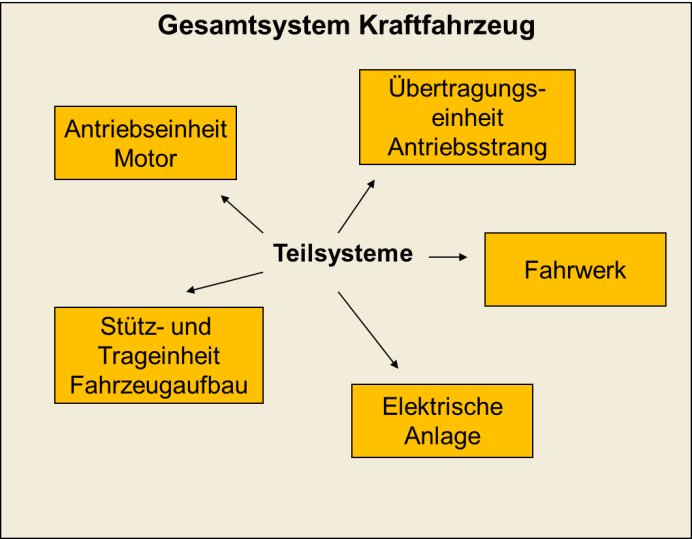 Gesamtsystem Kraftfahrzeug
Antriebseinheit
Motor
Übertragungs-
einheit
Antriebsstrang
Teilsysteme
Fahrwerk
Stütz- und
Trageinheit
Fahrzeugaufbau
Elektrische
Anlage